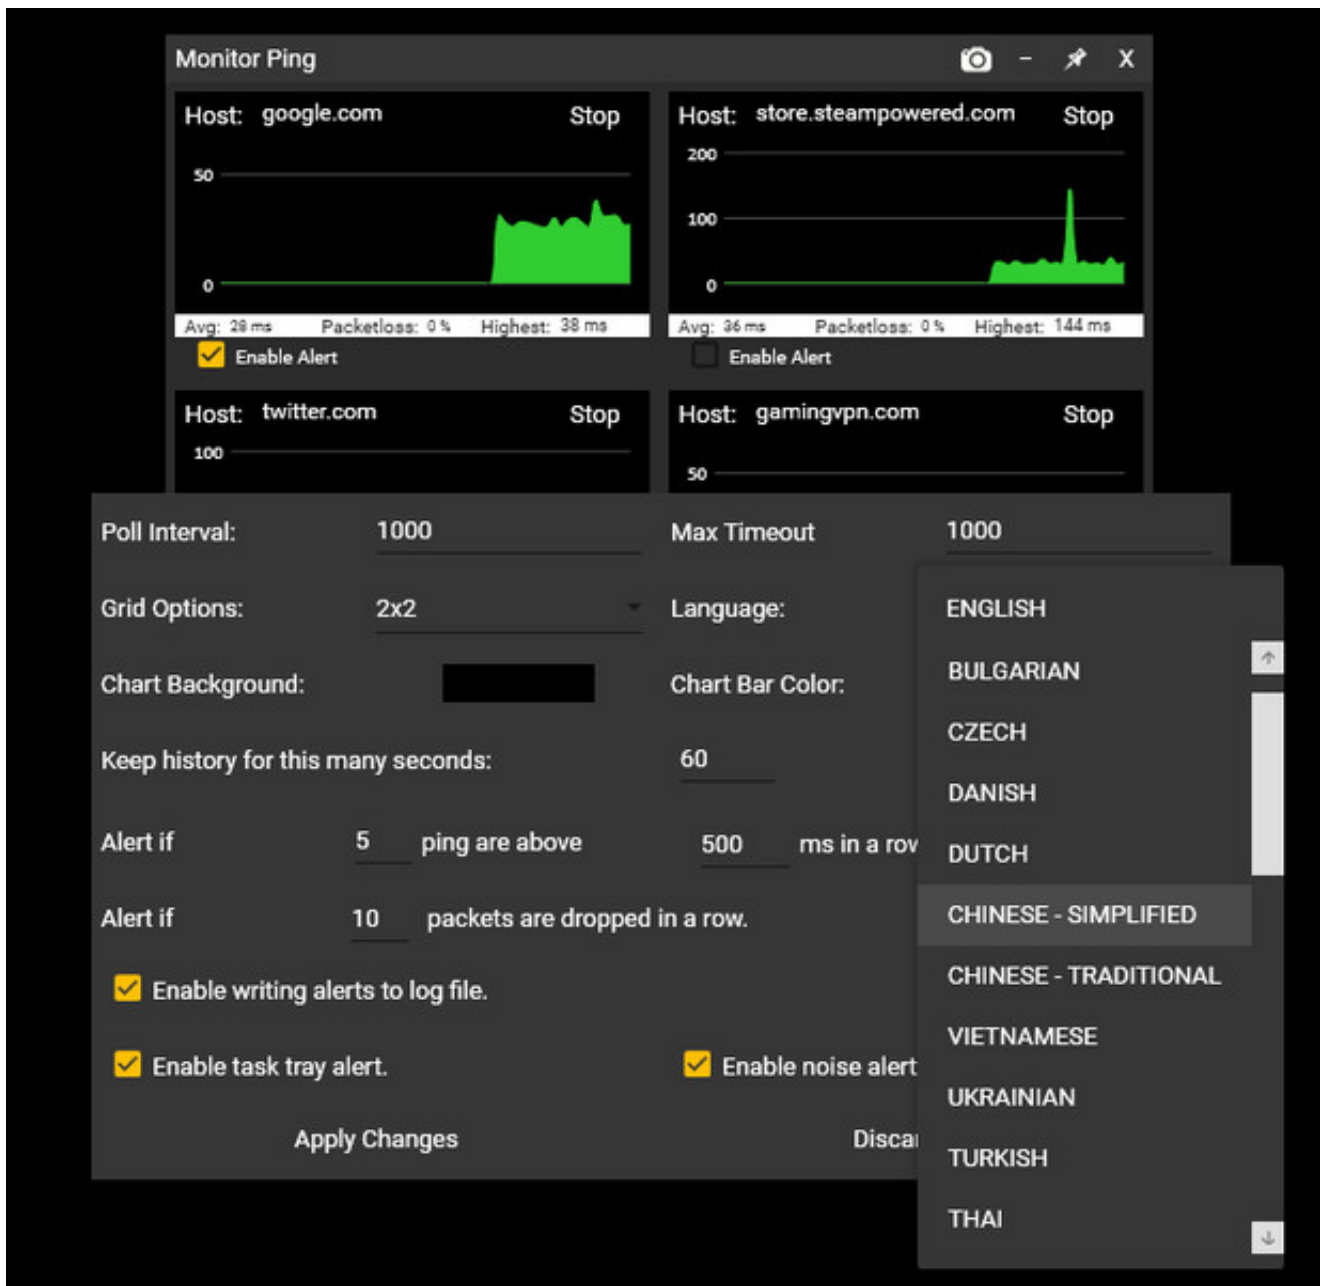 Monitor Ping - X
Host: google.com Stop
50
0
Avg: 28 ms Packetloss: 0 % Highest: 38 ms
Enable Alert
Host: store.steampowered.com Stop
200
100
0
Avg: 36 ms Packetloss: 0 % Highest: 144 ms
Enable Alert
Host: twitter.com Stop
100
Host: gamingvpn.com Stop
50
Poll Interval: 1000 Max Timeout 1000
Grid Options: 2x2 Language:
Chart Background: Chart Bar Color:
Keep history for this many seconds: 60
Alert if 5 ping are above 500 ms in a row
Alert if 10 packets are dropped in a row.
Enable writing alerts to log file.
Enable task tray alert. Enable noise alert
Apply Changes Discar
ENGLISH
BULGARIAN
CZECH
DANISH
DUTCH
CHINESE - SIMPLIFIED
CHINESE - TRADITIONAL
VIETNAMESE
UKRAINIAN
TURKISH
THAI